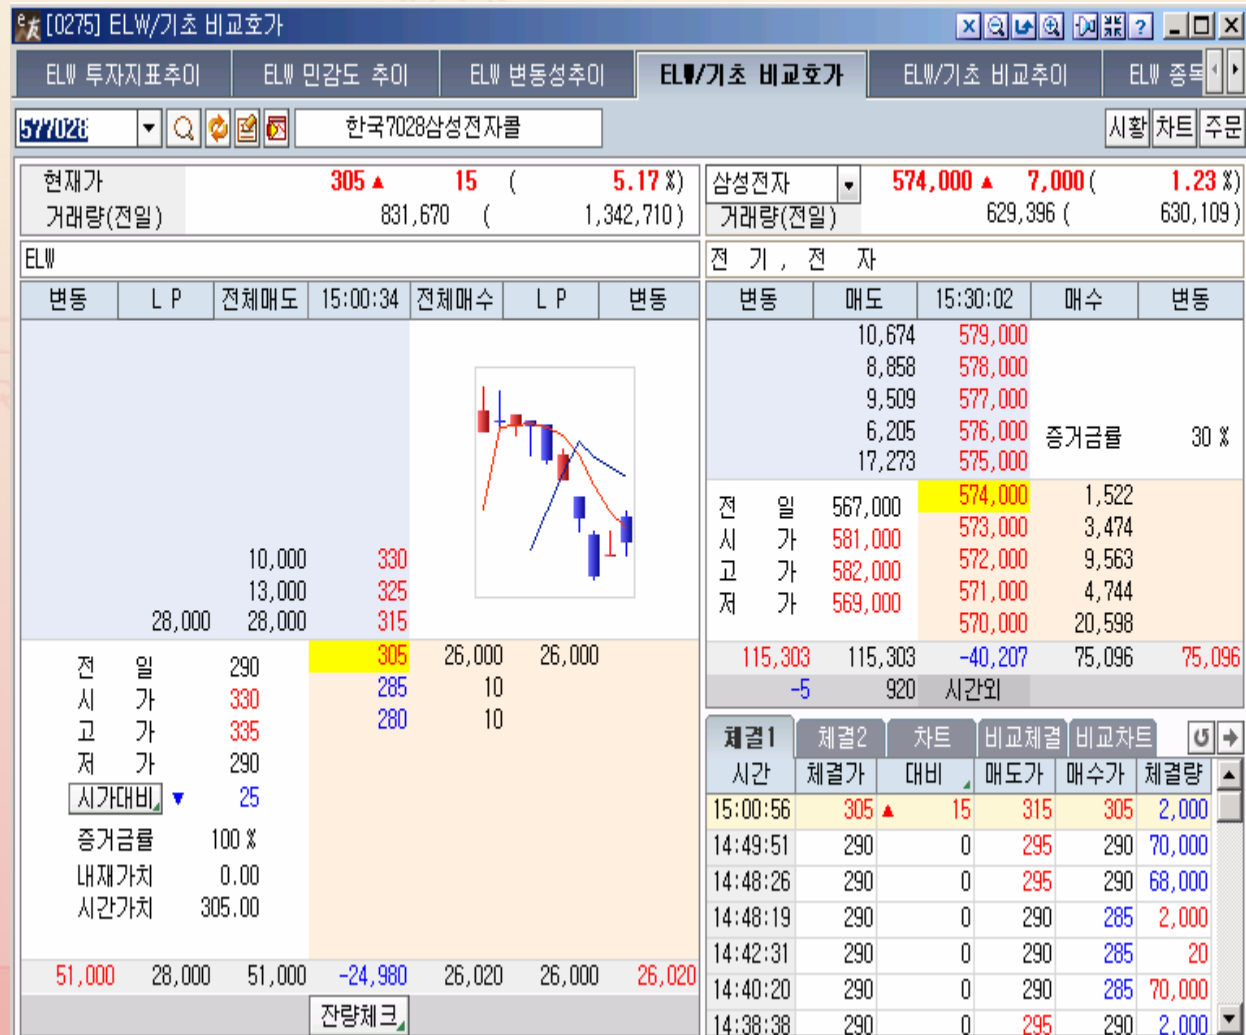 e友 [0275] ELW/기초 비교호가
ELW 투자지표추이 ELW 민감도 추이 ELW 변동성추이 ELW/기초 비교호가 ELW/기초 비교추이 ELW 종목
577028 한국7028삼성전자콜 시황 차트 주문
현재가 305 ▲ 15 ( 5.17 %)
거래량(전일) 831,670 ( 1,342,710)
ELW
변동 L P 전체매도 15:00:34 전체매수 L P 변동
10,000 330
13,000 325
28,000 28,000 315
305 26,000 26,000
285 10
280 10
전 일 290
시 가 330
고 가 335
저 가 290
시가대비 ▼ 25
증거금률 100 %
내재가치 0.00
시간가치 305.00
51,000 28,000 51,000 -24,980 26,020 26,000 26,020
잔량체크
삼성전자 574,000 ▲ 7,000 ( 1.23 %)
거래량(전일) 629,396 ( 630,109)
전 기 , 전 자
변동 매도 15:30:02 매수 변동
10,674 579,000
8,858 578,000
9,509 577,000
6,205 576,000 증거금률 30 %
17,273 575,000
574,000 1,522
전 일 567,000
573,000 3,474
시 가 581,000
572,000 9,563
고 가 582,000
571,000 4,744
저 가 569,000
570,000 20,598
115,303 115,303 -40,207 75,096 75,096
-5 920 시간외
체결1 체결2 차트 비교체결 비교차트
시간 체결가 대비 매도가 매수가 체결량
15:00:56 305 ▲ 15 315 305 2,000
14:49:51 290 0 295 290 70,000
14:48:26 290 0 295 290 68,000
14:48:19 290 0 290 285 2,000
14:42:31 290 0 290 285 20
14:40:20 290 0 290 285 70,000
14:38:38 290 0 295 290 2,000